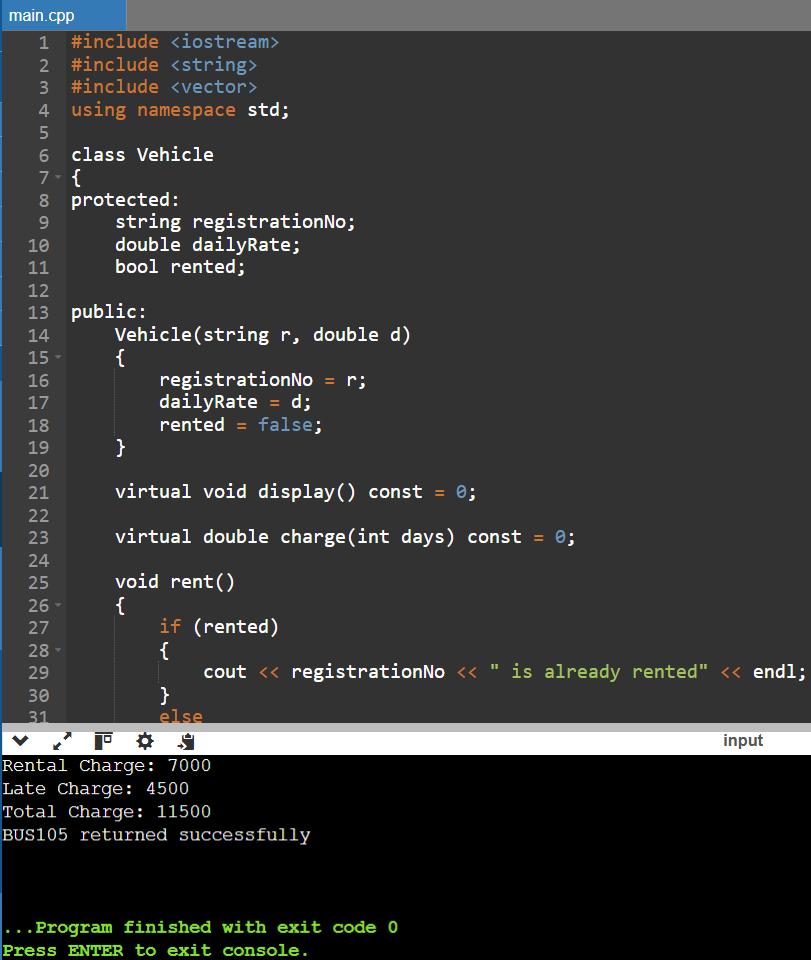 main.cpp
1 #include <iostream>
2 #include <string>
3 #include <vector>
4 using namespace std;
5
6 class Vehicle
7 {
8 protected:
9     string registrationNo;
10     double dailyRate;
11     bool rented;
12
13 public:
14     Vehicle(string r, double d)
15     {
16         registrationNo = r;
17         dailyRate = d;
18         rented = false;
19     }
20
21     virtual void display() const = 0;
22
23     virtual double charge(int days) const = 0;
24
25     void rent()
26     {
27         if (rented)
28         {
29             cout << registrationNo << " is already rented" << endl;
30         }
31         else
input
Rental Charge: 7000
Late Charge: 4500
Total Charge: 11500
BUS105 returned successfully
...Program finished with exit code 0
Press ENTER to exit console.